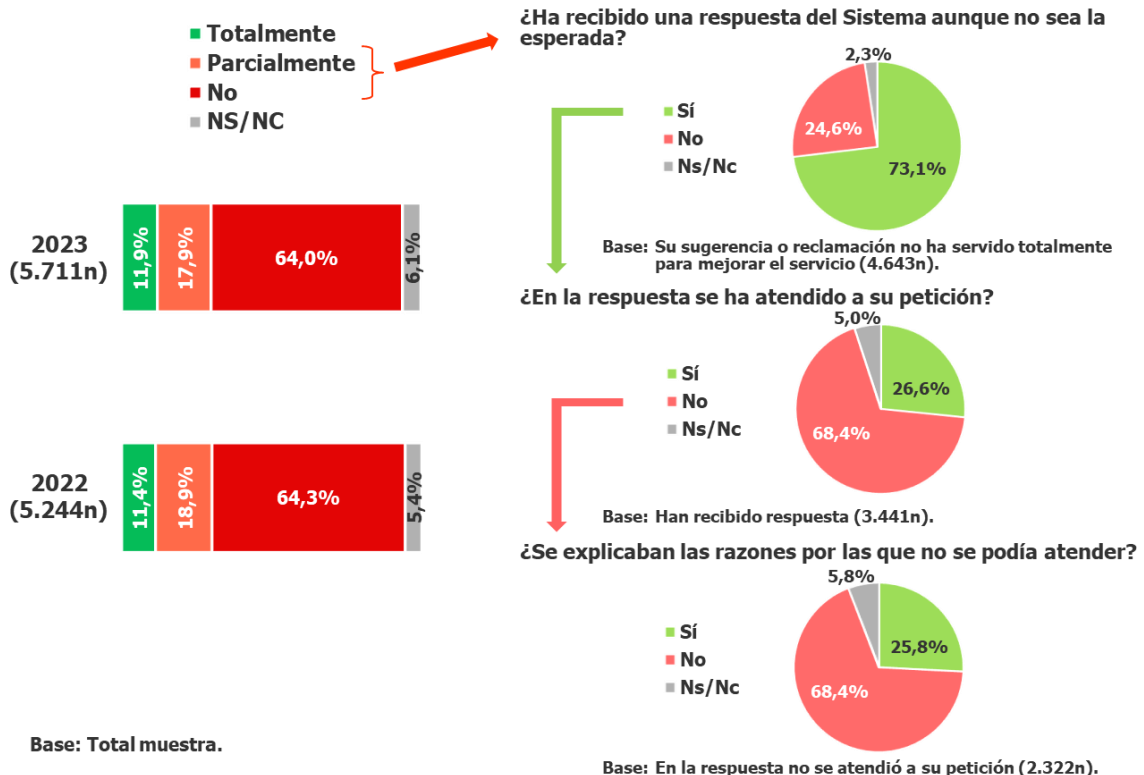 Totalmente
Parcialmente
No
NS/NC
2023
(5.711n)
11,9%
17,9%
64,0%
6,1%
2022
(5.244n)
11,4%
18,9%
64,3%
5,4%
Base: Total muestra.
¿Ha recibido una respuesta del Sistema aunque no sea la
esperada?
Sí
No
Ns/Nc
2,3%
24,6%
73,1%
Base: Su sugerencia o reclamación no ha servido totalmente
para mejorar el servicio (4.643n).
¿En la respuesta se ha atendido a su petición?
Sí
No
Ns/Nc
5,0%
26,6%
68,4%
Base: Han recibido respuesta (3.441n).
¿Se explicaban las razones por las que no se podía atender?
Sí
No
Ns/Nc
5,8%
25,8%
68,4%
Base: En la respuesta no se atendió a su petición (2.322n).